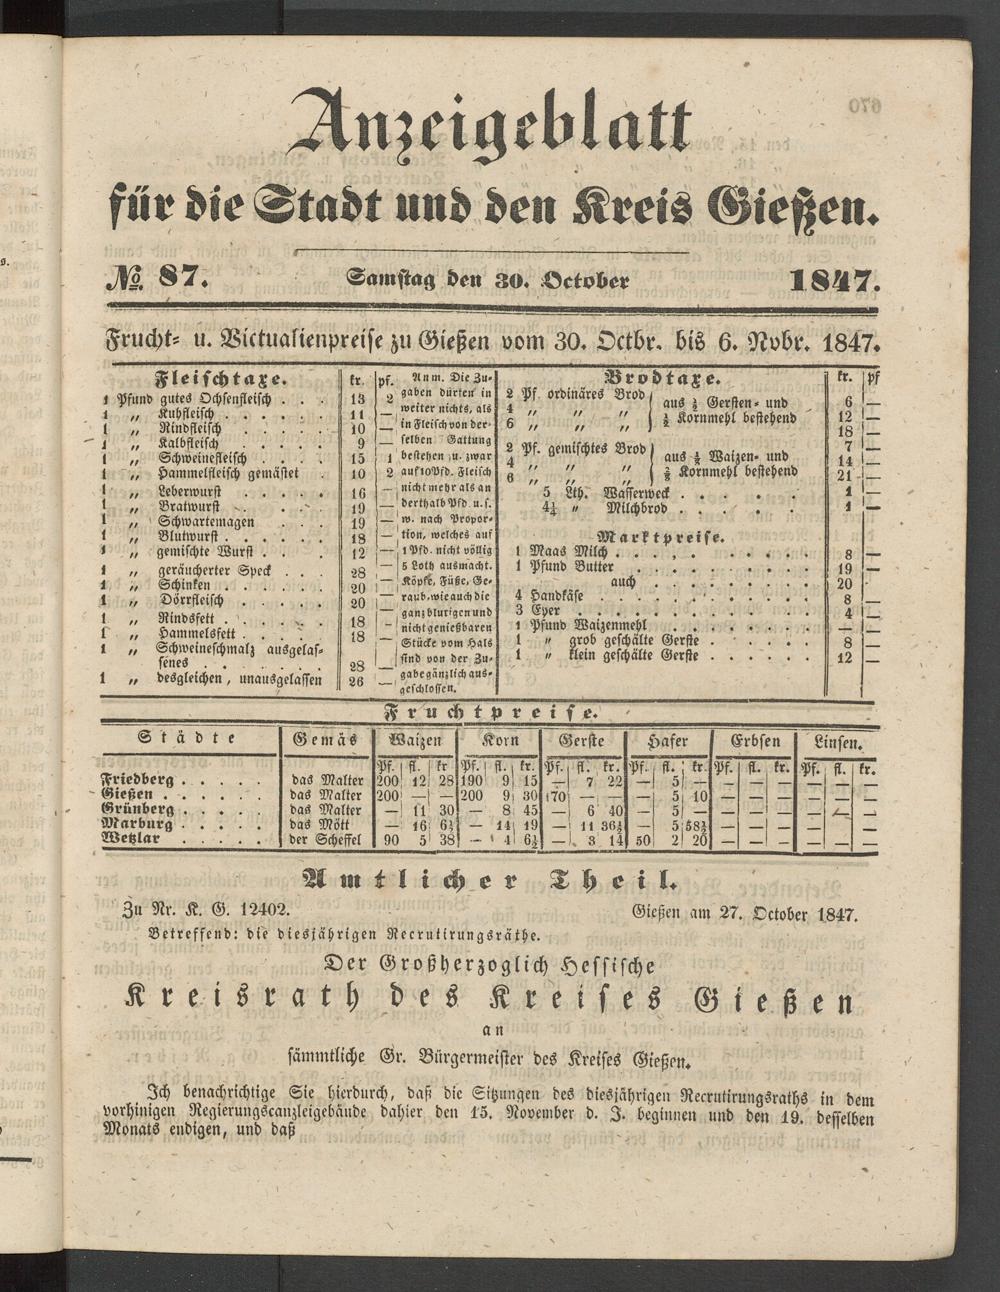 Anzeigeblatt
für die Stadt und den Kreis Gießen.
№ 87. Samstag den 30. October 1847.
Frucht= u. Victualienpreise zu Gießen vom 30. Octbr. bis 6. Nvbr. 1847.
Fleischtaxe. kr. pf.
1 Pfund gutes Ochsenfleisch . . . 13 2
1 „ Kuhfleisch . . . . . . 11 —
1 „ Rindfleisch . . . . . 10 —
1 „ Kalbfleisch . . . . . 9 —
1 „ Schweinefleisch . . . . 15 1
1 „ Hammelfleisch gemästet . 10 2
1 „ Leberwurst . . . . . 16 —
1 „ Bratwurst . . . . . 19 —
1 „ Schwartemagen . . . 19 —
1 „ Blutwurst . . . . . 18 —
1 „ gemischte Wurst . . . 12 —
1 „ geräucherter Speck . . . 28 —
1 „ Schinken . . . . . . 20 —
1 „ Dörrfleisch . . . . . 20 —
1 „ Rindsfett . . . . . . 18 —
1 „ Hammelsfett . . . . . 18 —
1 „ Schweineschmalz ausgelas=
senes . . . . . . 28 —
1 „ desgleichen, unausgelassen 26 —
Anm. Die Zu=
gaben dürfen in
weiter nichts, als
in Fleisch von der=
selben Gattung
bestehen u. zwar
auf 10 Pfd. Fleisch
nicht mehr als an
derthalb Pfd u. s.
w. nach Propor=
tion, welches auf
1 Pfd. nicht völlig
5 Loth ausmacht.
Köpfe, Füße, Ge=
raub, wie auch die
ganz blutigen und
nicht genießbaren
Stücke vom Hals
sind von der Zu=
gabe gänzlich aus=
geschlossen.
Brodtaxe. kr. pf
2 Pf ordinäres Brod 6 —
4 „ „ „ aus ½ Gersten= und ½ Kornmehl bestehend 12 —
6 „ „ „ 18 —
2 Pf. gemischtes Brod 7 —
4 „ „ „ aus Waizen= und Kornmehl bestehend 14 —
6 „ „ „ 21 —
5 Lth. Wasserweck . . . . . 1 —
4¼ „ Milchbrod . . . . . 1 —
Marktpreise.
1 Maas Milch . . . . . . . . . 8 —
1 Pfund Butter . . . . . . . . 19 —
auch . . . . . . . 20
4 Handkäse . . . . . . . . . 8 —
3 Eyer . . . . . . . . . . 4 —
1 Pfund Waizenmehl . . . . . . — —
1 „ grob geschälte Gerste . . . . . 8 —
1 „ klein geschälte Gerste . . . . . 12 —
Fruchtpreise.
Städte Gemäs Waizen Korn Gerste Hafer Erbsen Linsen.
Pf. fl. kr Pf. fl. kr. Pf. fl. kr. Pf. fl. kr. Pf. fl. kr. Pf. fl. kr.
Friedberg . . . . . das Malter 200 12 28 190 9 15 — 7 22 — 5 — — — — — — —
Gießen . . . . . . das Malter 200 — — 200 9 30 170 — — — 5 10 — — — — — —
Grünberg . . . . . das Malter — 11 30 — 8 45 — 6 40 — 5 — — — — — — —
Marburg . . . . . das Mött — 16 6½ — 14 19 — 11 36½ — 5 58½ — — — — — —
Wetzlar . . . . . der Scheffel 90 5 38 — 4 6½ — 3 14 50 2 20 — — — — — —
Amtlicher Theil.
Zu Nr. K. G. 12402. Gießen am 27. October 1847.
Betreffend: die diesjährigen Recrutirungsräthe.
Der Großherzoglich Hessische
Kreisrath des Kreises Gießen
an
sämmtliche Gr. Bürgermeister des Kreises Gießen.
Ich benachrichtige Sie hierdurch, daß die Sitzungen des diesjährigen Recrutirungsraths in dem
vorhinigen Regierungscanzleigebäude dahier den 15. November d. J. beginnen und den 19. desselben
Monats endigen, und daß